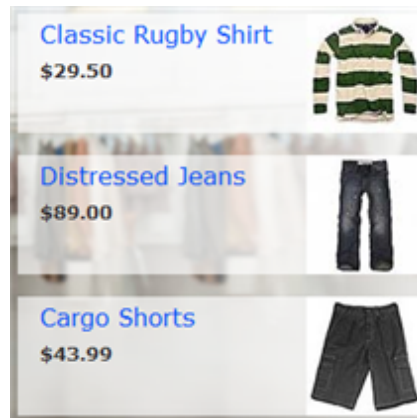 Classic Rugby Shirt
$29.50
Distressed Jeans
$89.00
Cargo Shorts
$43.99